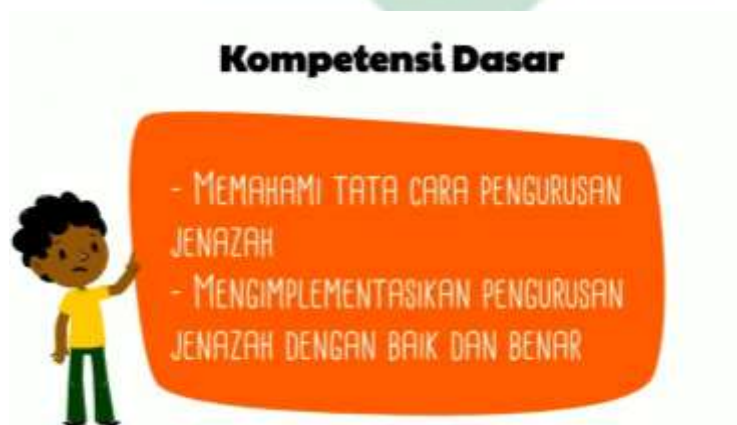 Kompetensi Dasar
- MEMAHAMI TATA CARA PENGURUSAN
JENAZAH
- MENGIMPLEMENTASIKAN PENGURUSAN
JENAZAH DENGAN BAIK DAN BENAR